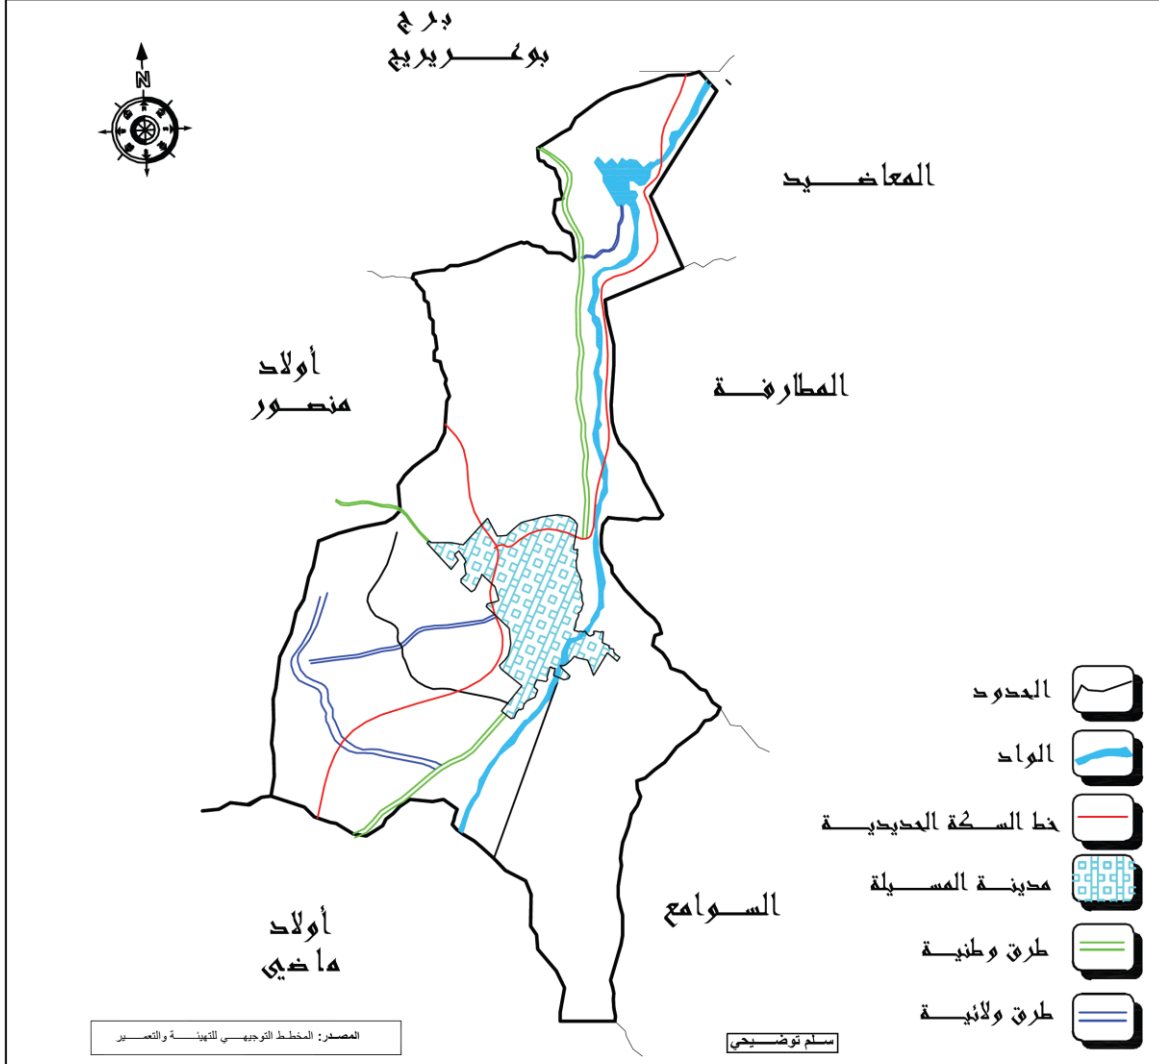 برج
بوعريريج
N
المعاضيد
أولاد
منصور
المطارفة
الحدود
الواد
خط السكة الحديدية
مدينة المسيلة
السوامع
أولاد
ماضي
طرق وطنية
طرق ولائية
المصدر: المخطط التوجيهي للتهيئة والتعمير
سلم توضيحي